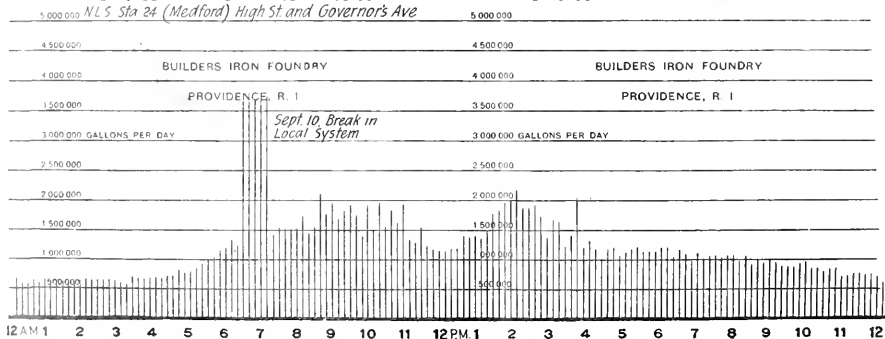 5 000 000 N L S Sta 24 (Medford) High St. and Governor's Ave 5 000 000
4 500 000 4 500 000
BUILDERS IRON FOUNDRY BUILDERS IRON FOUNDRY
4 000 000 4 000 000
PROVIDENCE, R. I PROVIDENCE, R. I
3 500 000 3 500 000
Sept. 10, Break in
Local System
3 000 000 GALLONS PER DAY 3 000 000 GALLONS PER DAY
2 500 000 2 500 000
2 000 000 2 000 000
1 500 000 1 500 000
1 000 000 000 000
500 000 500 000
12 AM 1 2 3 4 5 6 7 8 9 10 11 12 P.M. 1 2 3 4 5 6 7 8 9 10 11 12